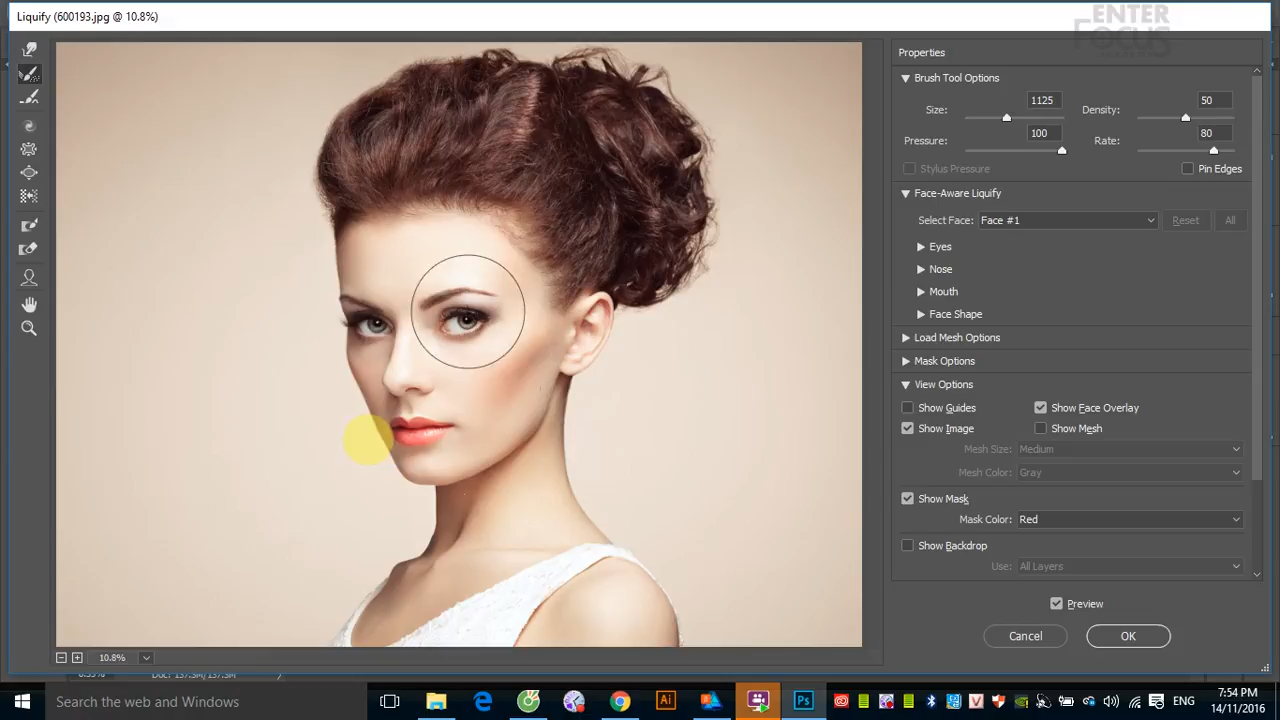 Liquify (600193.jpg @ 10.8%)
ENTER
FOCUS
Properties
Brush Tool Options
Size: 1125 Density: 50
Pressure: 100 Rate: 80
Stylus Pressure Pin Edges
Face-Aware Liquify
Select Face: Face #1 Reset All
Eyes
Nose
Mouth
Face Shape
Load Mesh Options
Mask Options
View Options
Show Guides Show Face Overlay
Show Image Show Mesh
Mesh Size: Medium
Mesh Color: Gray
Show Mask
Mask Color: Red
Show Backdrop
Use: All Layers
Preview
Cancel OK
10.8%
Doc: 137.3M/137.3M
Search the web and Windows
Ai
Ps
ENG
7:54 PM
14/11/2016